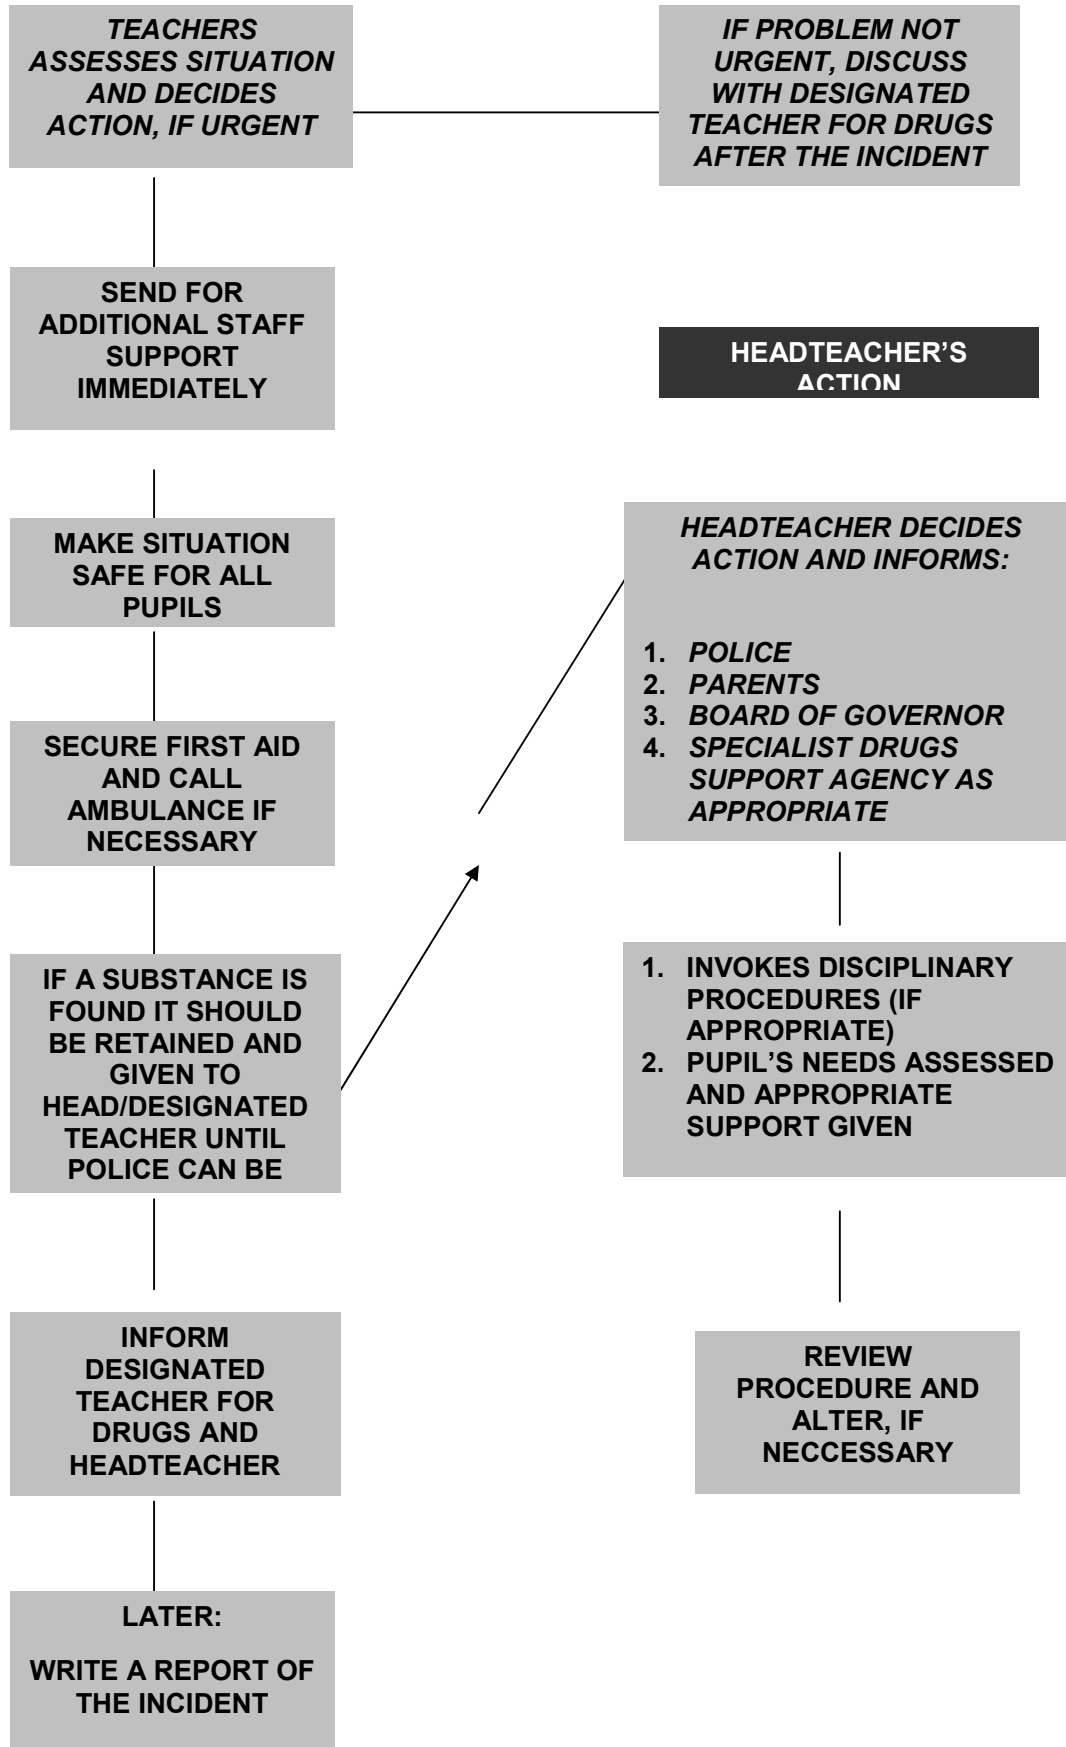 TEACHERS
ASSESSES SITUATION
AND DECIDES
ACTION, IF URGENT
IF PROBLEM NOT
URGENT, DISCUSS
WITH DESIGNATED
TEACHER FOR DRUGS
AFTER THE INCIDENT
SEND FOR
ADDITIONAL STAFF
SUPPORT
IMMEDIATELY
MAKE SITUATION
SAFE FOR ALL
PUPILS
SECURE FIRST AID
AND CALL
AMBULANCE IF
NECESSARY
IF A SUBSTANCE IS
FOUND IT SHOULD
BE RETAINED AND
GIVEN TO
HEAD/DESIGNATED
TEACHER UNTIL
POLICE CAN BE
INFORM
DESIGNATED
TEACHER FOR
DRUGS AND
HEADTEACHER
LATER:
WRITE A REPORT OF
THE INCIDENT
HEADTEACHER’S
ACTION
HEADTEACHER DECIDES
ACTION AND INFORMS:
1. POLICE
2. PARENTS
3. BOARD OF GOVERNOR
4. SPECIALIST DRUGS
SUPPORT AGENCY AS
APPROPRIATE
1. INVOKES DISCIPLINARY
PROCEDURES (IF
APPROPRIATE)
2. PUPIL’S NEEDS ASSESSED
AND APPROPRIATE
SUPPORT GIVEN
REVIEW
PROCEDURE AND
ALTER, IF
NECCESSARY